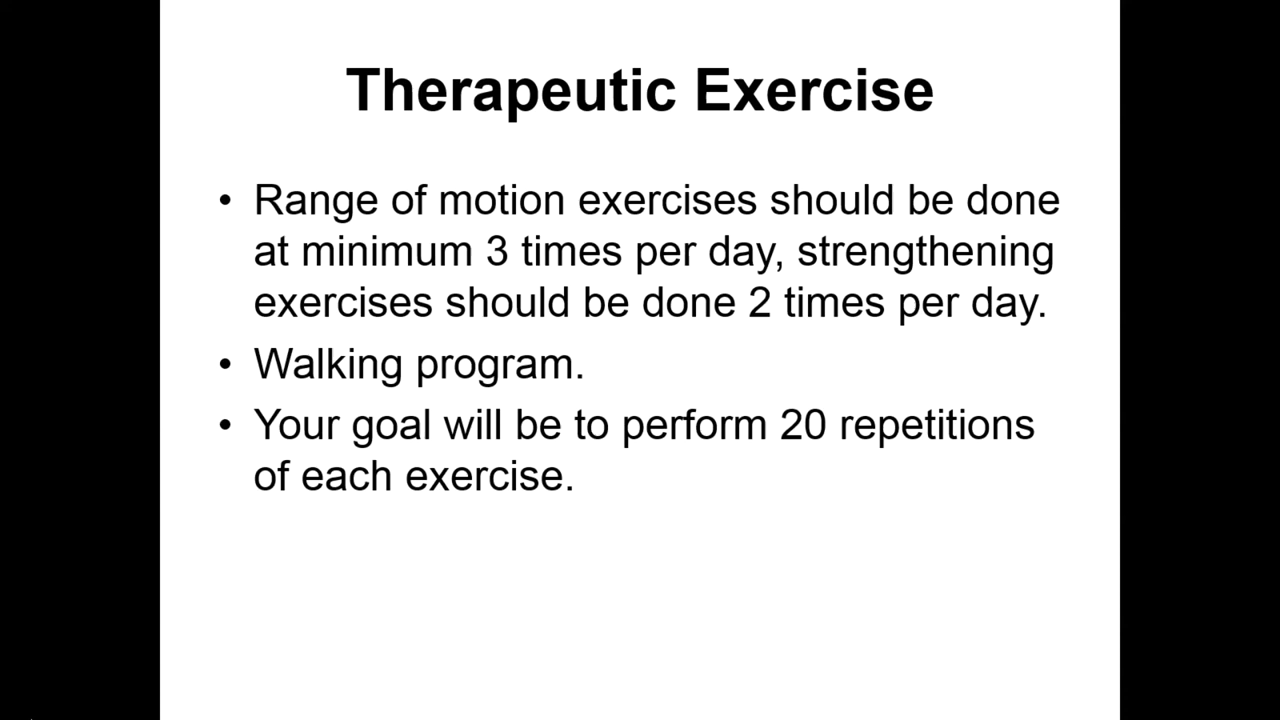 Therapeutic Exercise
• Range of motion exercises should be done
at minimum 3 times per day, strengthening
exercises should be done 2 times per day.
• Walking program.
• Your goal will be to perform 20 repetitions
of each exercise.